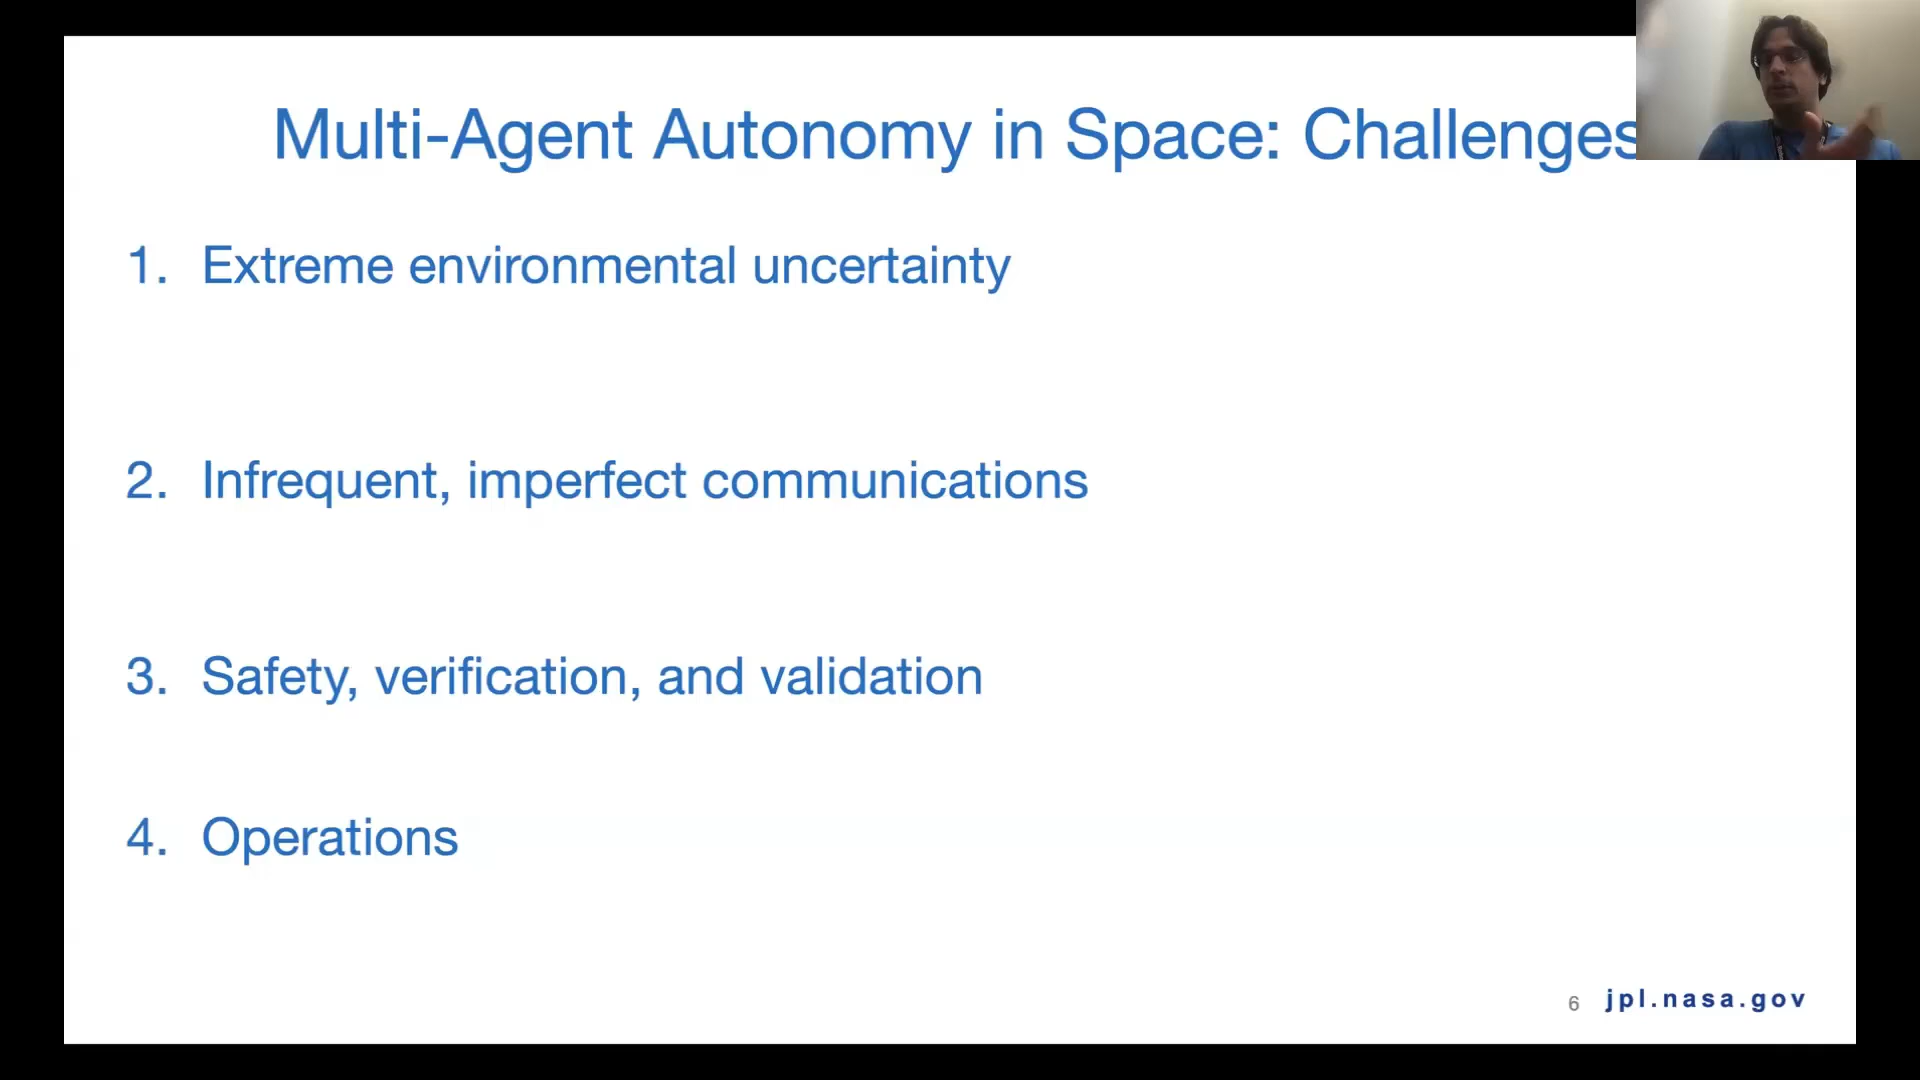 Multi-Agent Autonomy in Space: Challenges
1. Extreme environmental uncertainty
2. Infrequent, imperfect communications
3. Safety, verification, and validation
4. Operations
6 jpl.nasa.gov